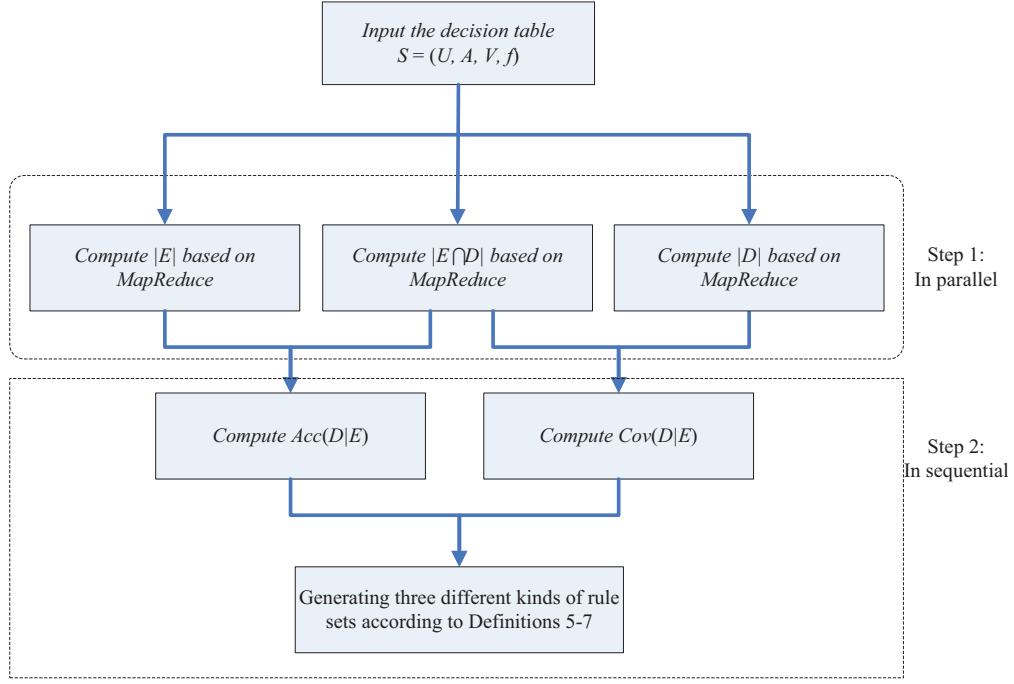 Input the decision table
S = (U, A, V, f)
Compute |E| based on
MapReduce
Compute |E⋂D| based on
MapReduce
Compute |D| based on
MapReduce
Step 1:
In parallel
Compute Acc(D|E)
Compute Cov(D|E)
Step 2:
In sequential
Generating three different kinds of rule
sets according to Definitions 5-7